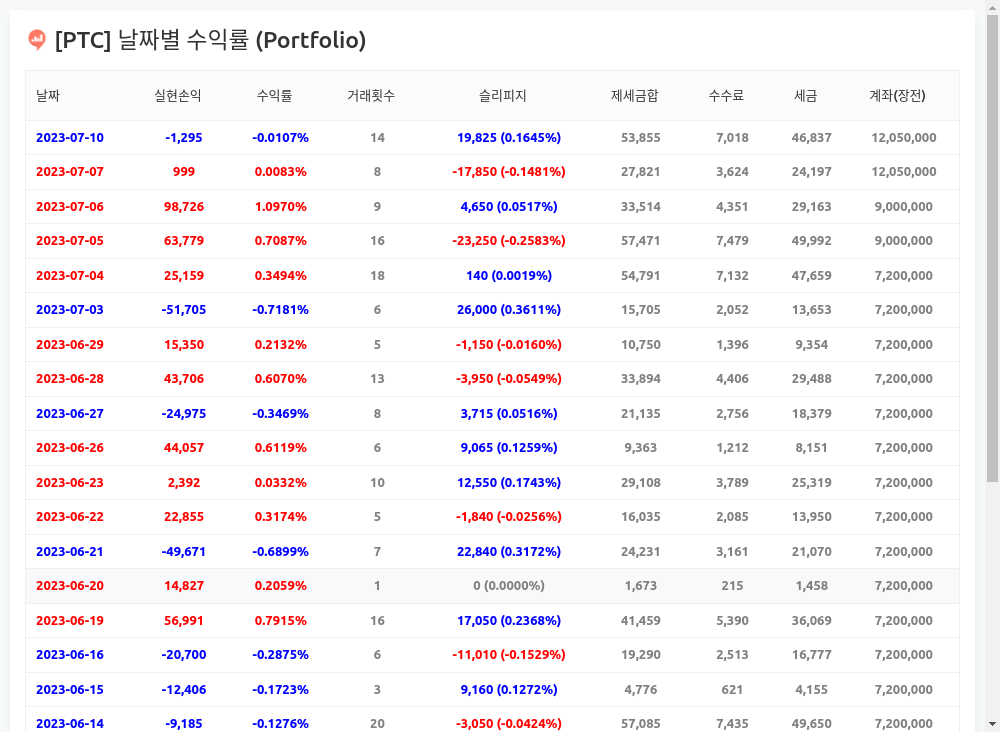 [PTC] 날짜별 수익률 (Portfolio)
날짜 실현손익 수익률 거래횟수 슬리피지 제세금합 수수료 세금 계좌(장전)
2023-07-10 -1,295 -0.0107% 14 19,825 (0.1645%) 53,855 7,018 46,837 12,050,000
2023-07-07 999 0.0083% 8 -17,850 (-0.1481%) 27,821 3,624 24,197 12,050,000
2023-07-06 98,726 1.0970% 9 4,650 (0.0517%) 33,514 4,351 29,163 9,000,000
2023-07-05 63,779 0.7087% 16 -23,250 (-0.2583%) 57,471 7,479 49,992 9,000,000
2023-07-04 25,159 0.3494% 18 140 (0.0019%) 54,791 7,132 47,659 7,200,000
2023-07-03 -51,705 -0.7181% 6 26,000 (0.3611%) 15,705 2,052 13,653 7,200,000
2023-06-29 15,350 0.2132% 5 -1,150 (-0.0160%) 10,750 1,396 9,354 7,200,000
2023-06-28 43,706 0.6070% 13 -3,950 (-0.0549%) 33,894 4,406 29,488 7,200,000
2023-06-27 -24,975 -0.3469% 8 3,715 (0.0516%) 21,135 2,756 18,379 7,200,000
2023-06-26 44,057 0.6119% 6 9,065 (0.1259%) 9,363 1,212 8,151 7,200,000
2023-06-23 2,392 0.0332% 10 12,550 (0.1743%) 29,108 3,789 25,319 7,200,000
2023-06-22 22,855 0.3174% 5 -1,840 (-0.0256%) 16,035 2,085 13,950 7,200,000
2023-06-21 -49,671 -0.6899% 7 22,840 (0.3172%) 24,231 3,161 21,070 7,200,000
2023-06-20 14,827 0.2059% 1 0 (0.0000%) 1,673 215 1,458 7,200,000
2023-06-19 56,991 0.7915% 16 17,050 (0.2368%) 41,459 5,390 36,069 7,200,000
2023-06-16 -20,700 -0.2875% 6 -11,010 (-0.1529%) 19,290 2,513 16,777 7,200,000
2023-06-15 -12,406 -0.1723% 3 9,160 (0.1272%) 4,776 621 4,155 7,200,000
2023-06-14 -9,185 -0.1276% 20 -3,050 (-0.0424%) 57,085 7,435 49,650 7,200,000